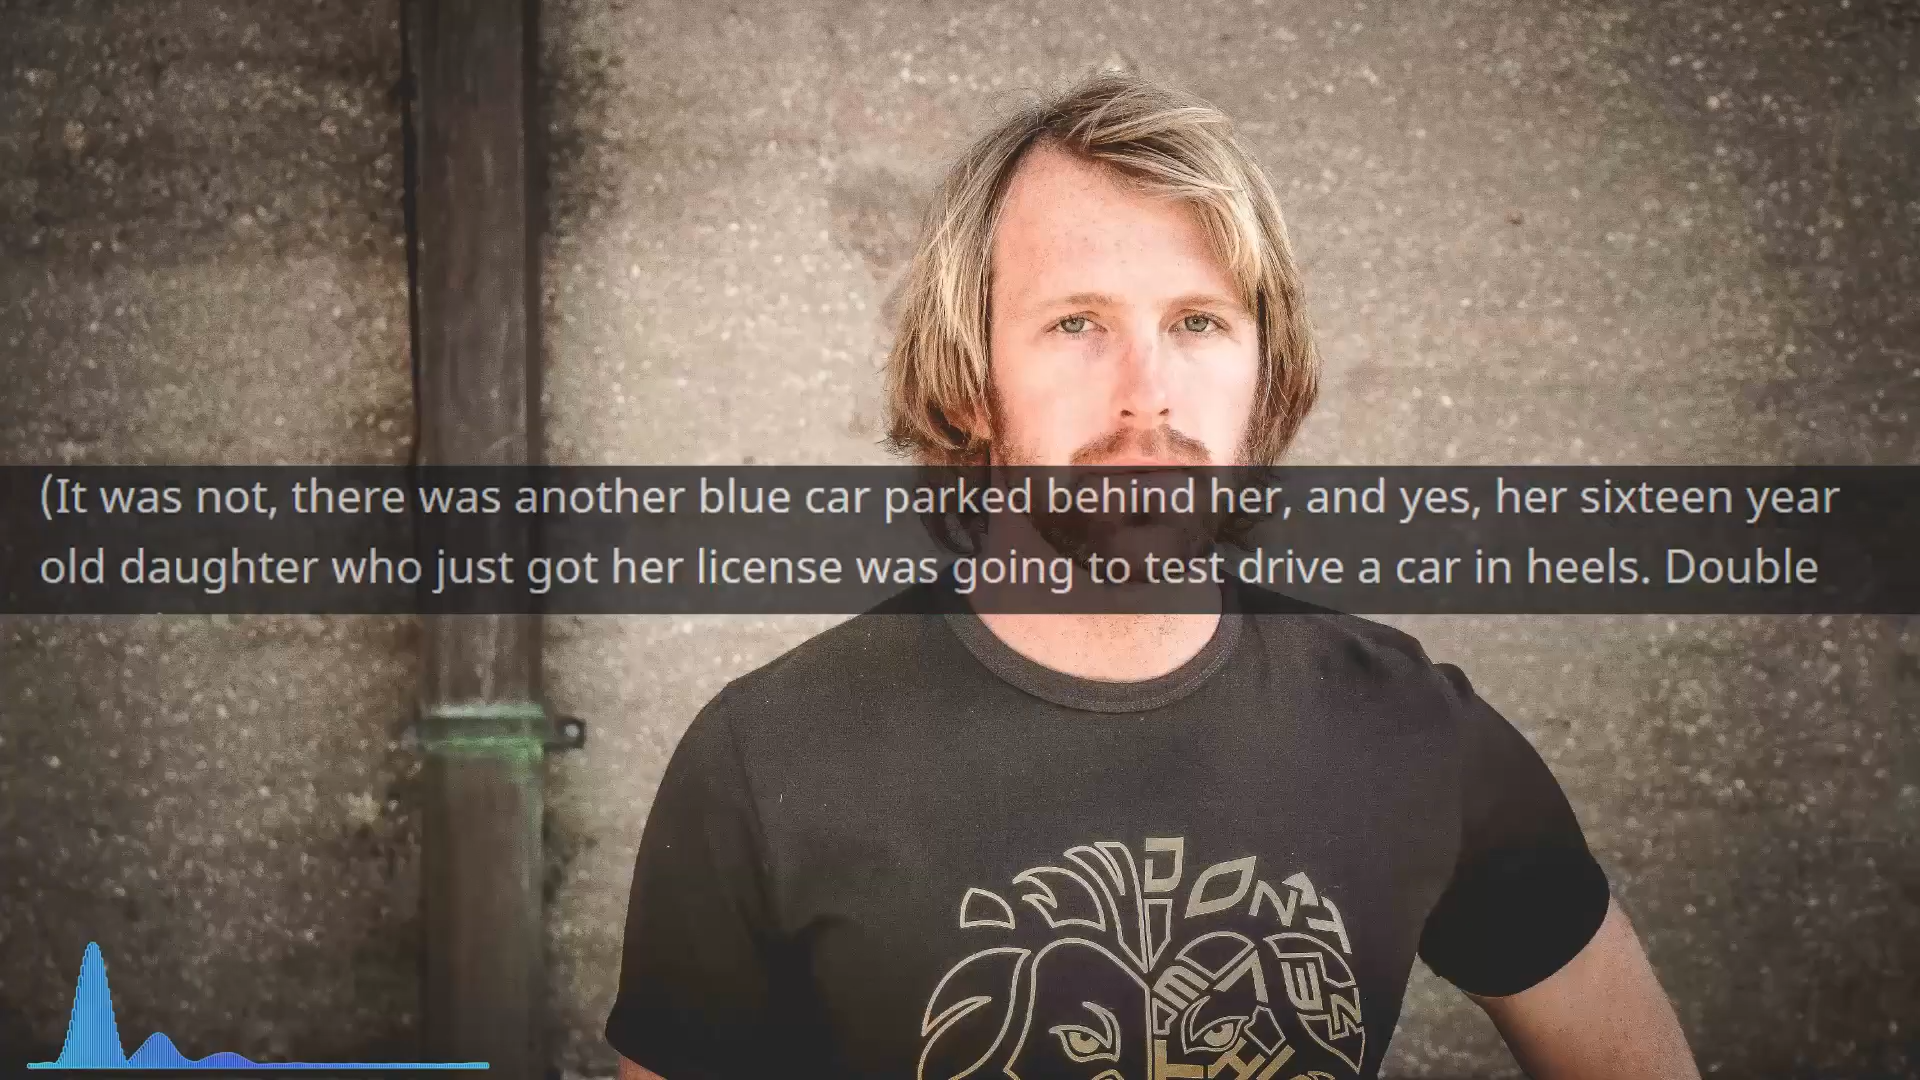 (It was not, there was another blue car parked behind her, and yes, her sixteen year
old daughter who just got her license was going to test drive a car in heels. Double